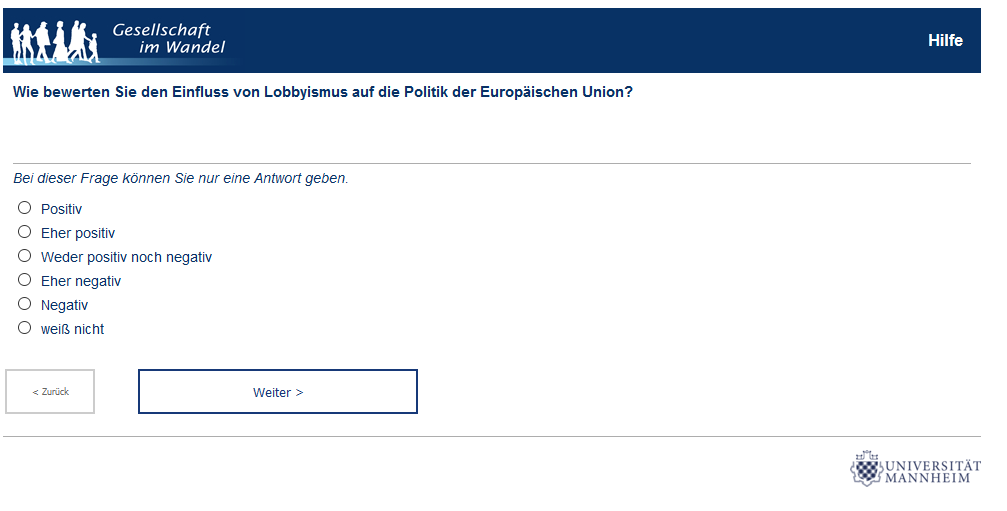 Gesellschaft
im Wandel
Hilfe
Wie bewerten Sie den Einfluss von Lobbyismus auf die Politik der Europäischen Union?
Bei dieser Frage können Sie nur eine Antwort geben.
Positiv
Eher positiv
Weder positiv noch negativ
Eher negativ
Negativ
weiß nicht
< Zurück
Weiter >
UNIVERSITÄT
MANNHEIM